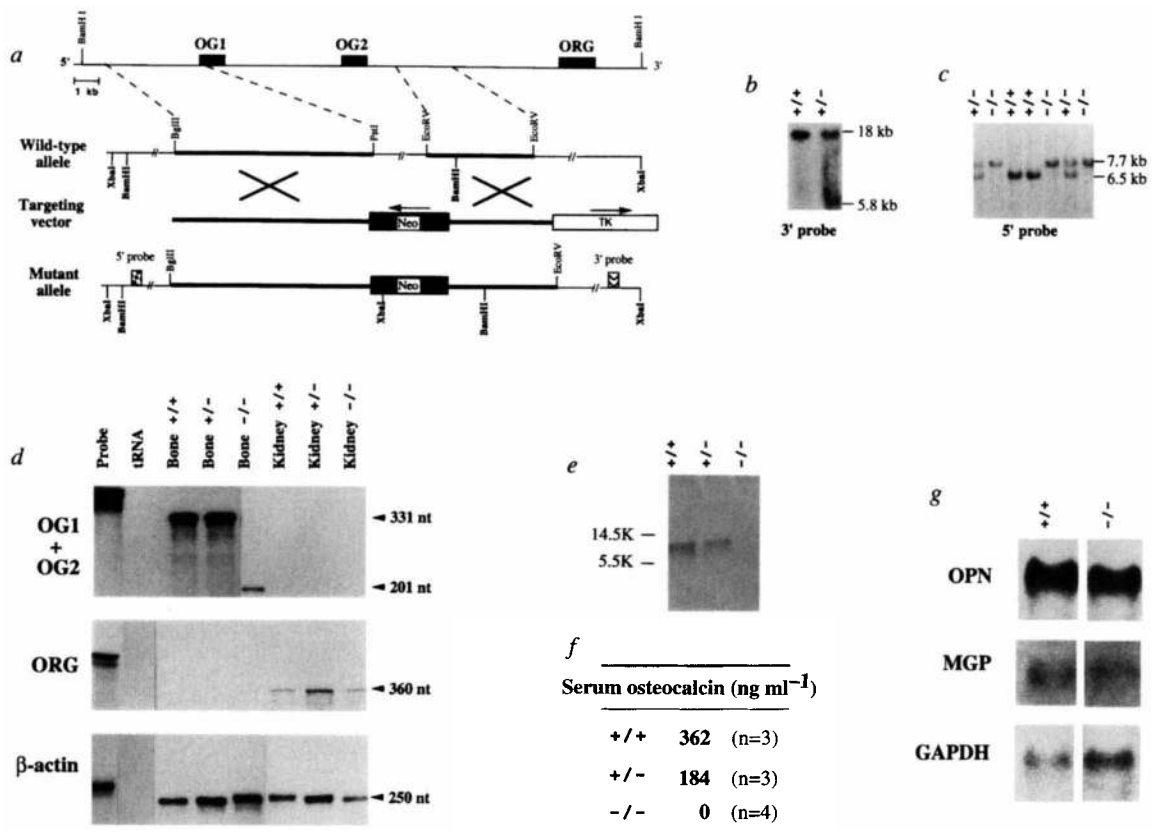 a
BamH I
OG1
OG2
ORG
BamH I
5'
3'
1 kb
BglII
PstI
EcoRV
EcoRV
Wild-type allele
XbaI
BamHI
BamHI
XbaI
Targeting vector
Neo
TK
5' probe
BglII
EcoRV
3' probe
Mutant allele
Neo
XbaI
BamHI
XbaI
BamHI
XbaI
b
+/+
+/-
18 kb
5.8 kb
3' probe
c
+/-
-/-
+/+
+/+
-/-
+/-
-/-
7.7 kb
6.5 kb
5' probe
d
Probe
tRNA
Bone +/+
Bone +/-
Bone -/-
Kidney +/+
Kidney +/-
Kidney -/-
OG1
+
OG2
331 nt
201 nt
ORG
360 nt
β-actin
250 nt
e
+/+
+/-
-/-
14.5K
5.5K
f
Serum osteocalcin (ng ml⁻¹)
+/+ 362 (n=3)
+/- 184 (n=3)
-/- 0 (n=4)
g
+/+
-/-
OPN
MGP
GAPDH